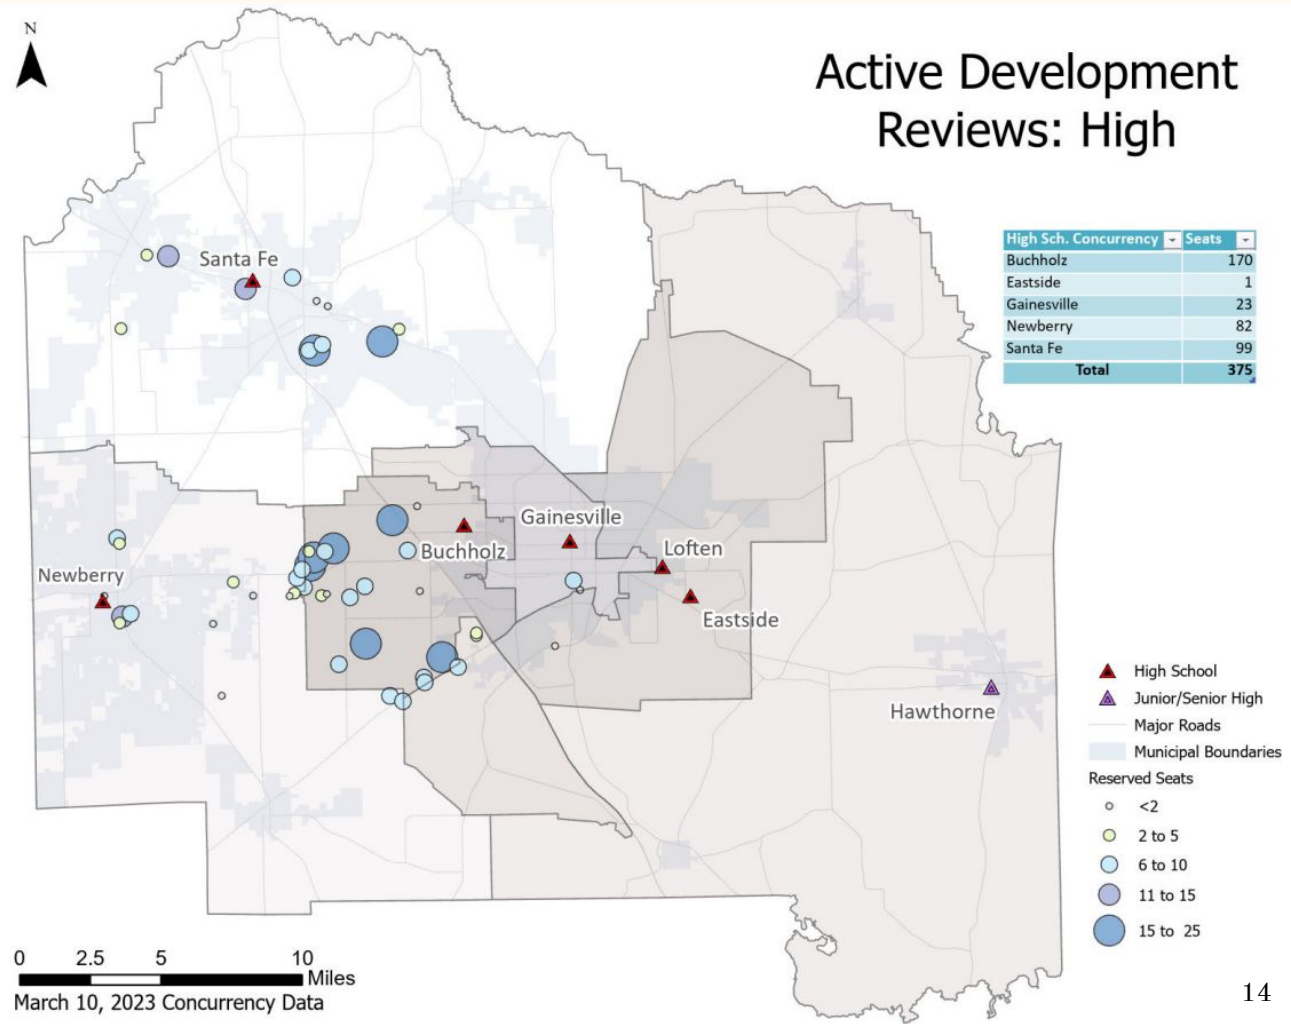 N
Active Development
Reviews: High
High Sch. Concurrency Seats
Buchholz 170
Eastside 1
Gainesville 23
Newberry 82
Santa Fe 99
Total 375
Santa Fe
Gainesville
Buchholz
Loften
Newberry
Eastside
Hawthorne
High School
Junior/Senior High
Major Roads
Municipal Boundaries
Reserved Seats
<2
2 to 5
6 to 10
11 to 15
15 to 25
0 2.5 5 10
Miles
March 10, 2023 Concurrency Data
14